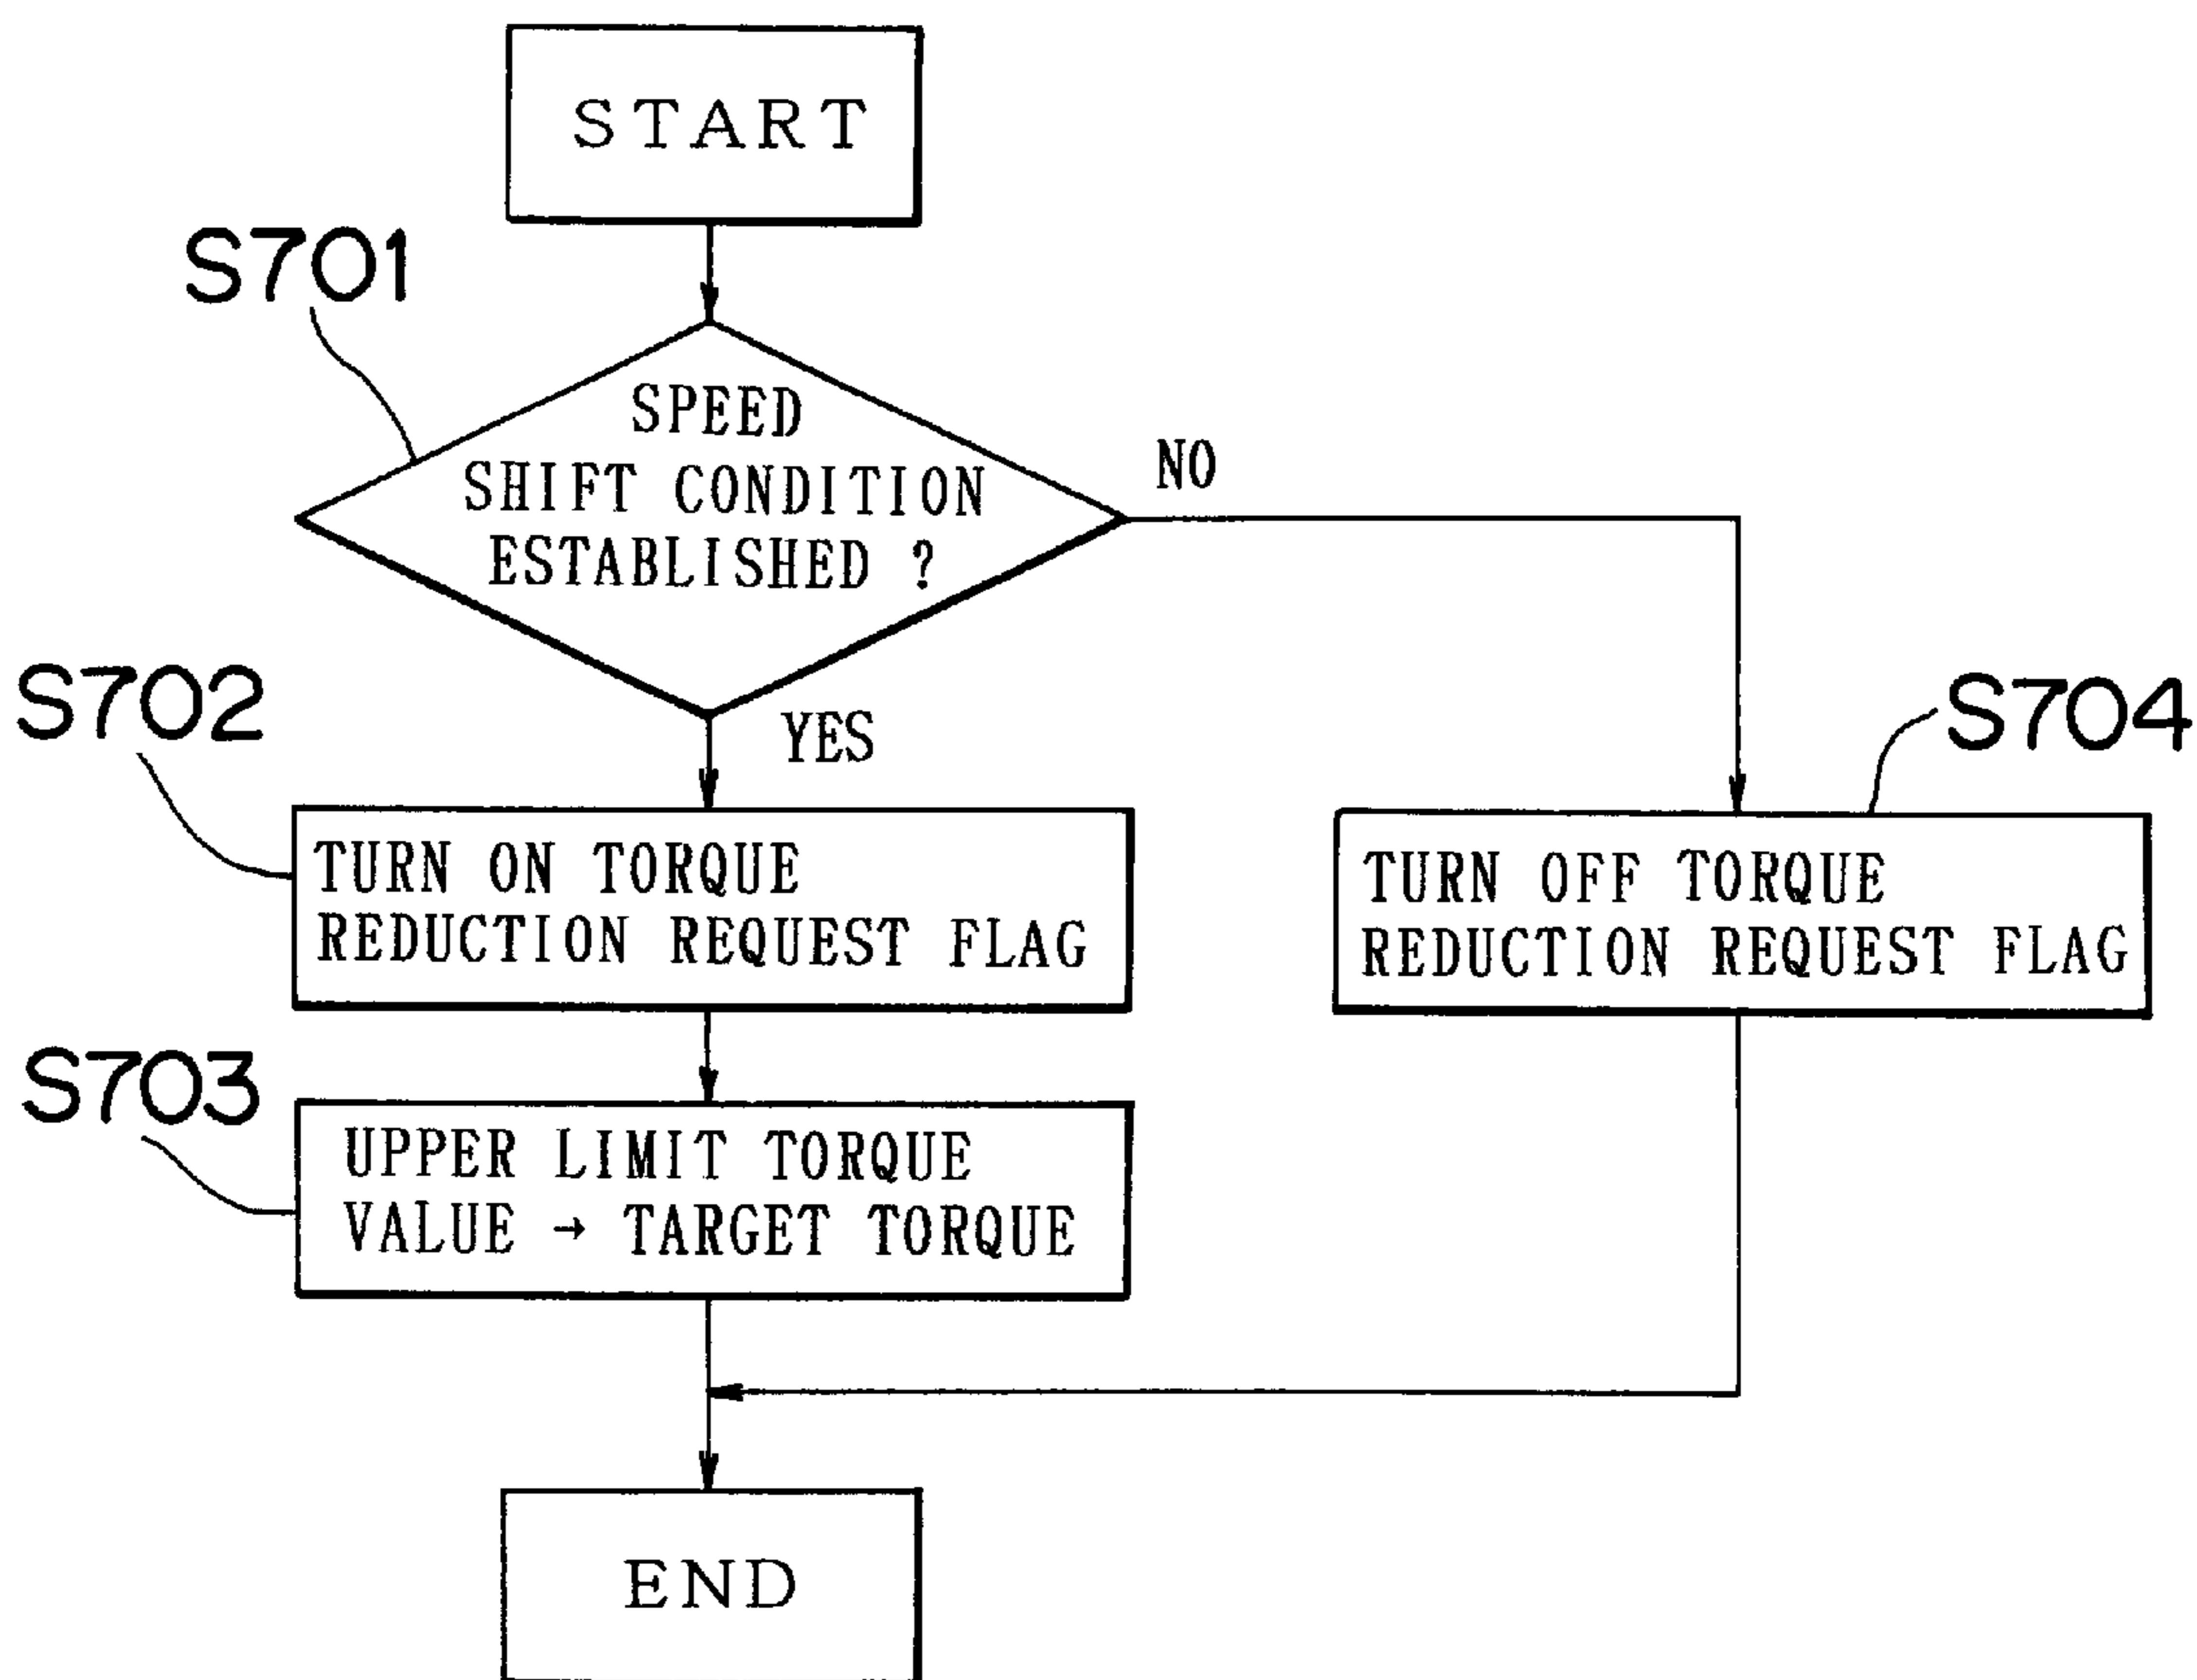 START
S701
SPEED
SHIFT CONDITION
ESTABLISHED ?
NO
YES
S702
TURN ON TORQUE
REDUCTION REQUEST FLAG
S704
TURN OFF TORQUE
REDUCTION REQUEST FLAG
S703
UPPER LIMIT TORQUE
VALUE → TARGET TORQUE
END